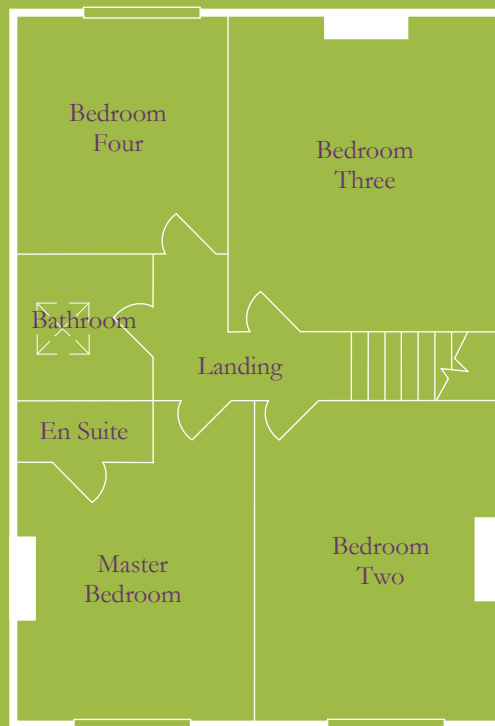 Bedroom
Four
Bedroom
Three
Bathroom
Landing
En Suite
Master
Bedroom
Bedroom
Two